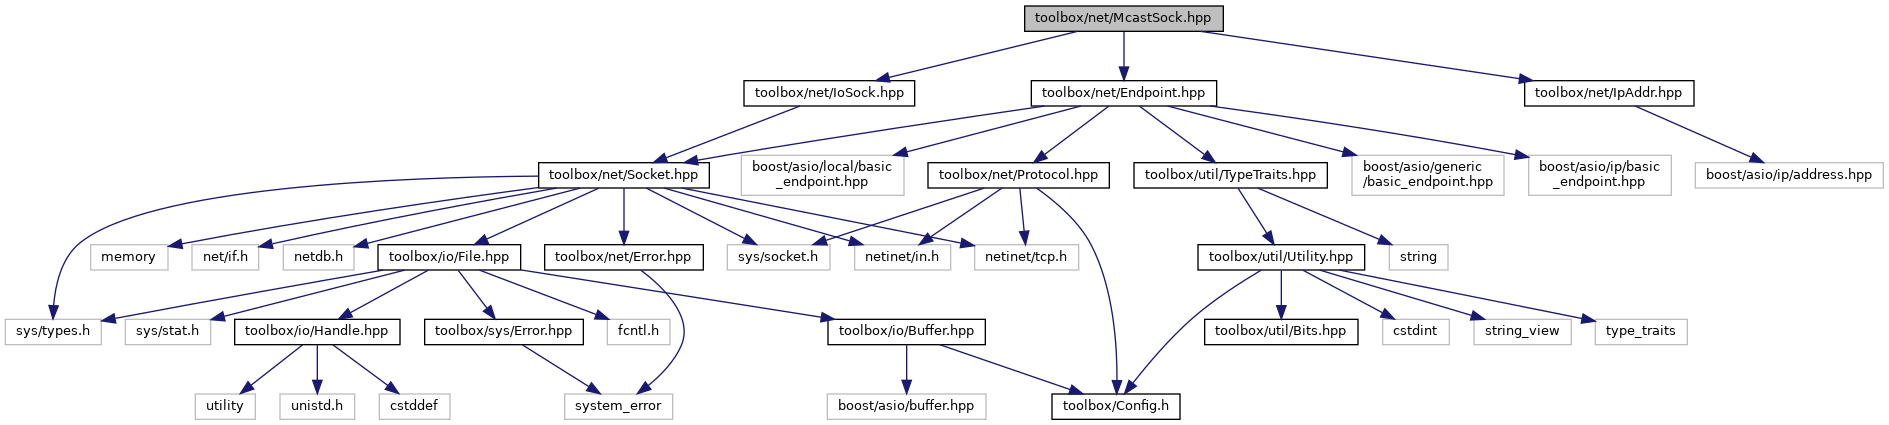 toolbox/net/McastSock.hpp
toolbox/net/IoSock.hpp
toolbox/net/Endpoint.hpp
toolbox/net/IpAddr.hpp
toolbox/net/Socket.hpp
boost/asio/local/basic
_endpoint.hpp
toolbox/net/Protocol.hpp
toolbox/util/TypeTraits.hpp
boost/asio/generic
/basic_endpoint.hpp
boost/asio/ip/basic
_endpoint.hpp
boost/asio/ip/address.hpp
memory
net/if.h
netdb.h
toolbox/io/File.hpp
toolbox/net/Error.hpp
sys/socket.h
netinet/in.h
netinet/tcp.h
toolbox/util/Utility.hpp
string
sys/types.h
sys/stat.h
toolbox/io/Handle.hpp
toolbox/sys/Error.hpp
fcntl.h
toolbox/io/Buffer.hpp
toolbox/util/Bits.hpp
cstdint
string_view
type_traits
utility
unistd.h
cstddef
system_error
boost/asio/buffer.hpp
toolbox/Config.h